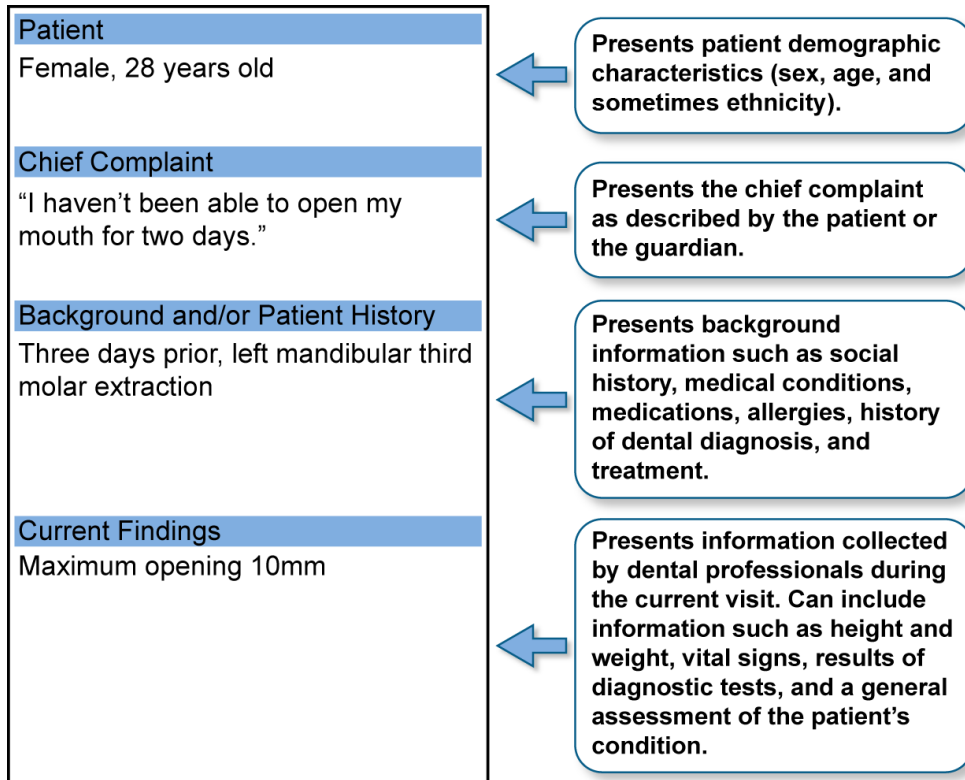 Patient
Female, 28 years old
Presents patient demographic
characteristics (sex, age, and
sometimes ethnicity).
Chief Complaint
“I haven’t been able to open my
mouth for two days.”
Presents the chief complaint
as described by the patient or
the guardian.
Background and/or Patient History
Three days prior, left mandibular third
molar extraction
Presents background
information such as social
history, medical conditions,
medications, allergies, history
of dental diagnosis, and
treatment.
Current Findings
Maximum opening 10mm
Presents information collected
by dental professionals during
the current visit. Can include
information such as height and
weight, vital signs, results of
diagnostic tests, and a general
assessment of the patient’s
condition.